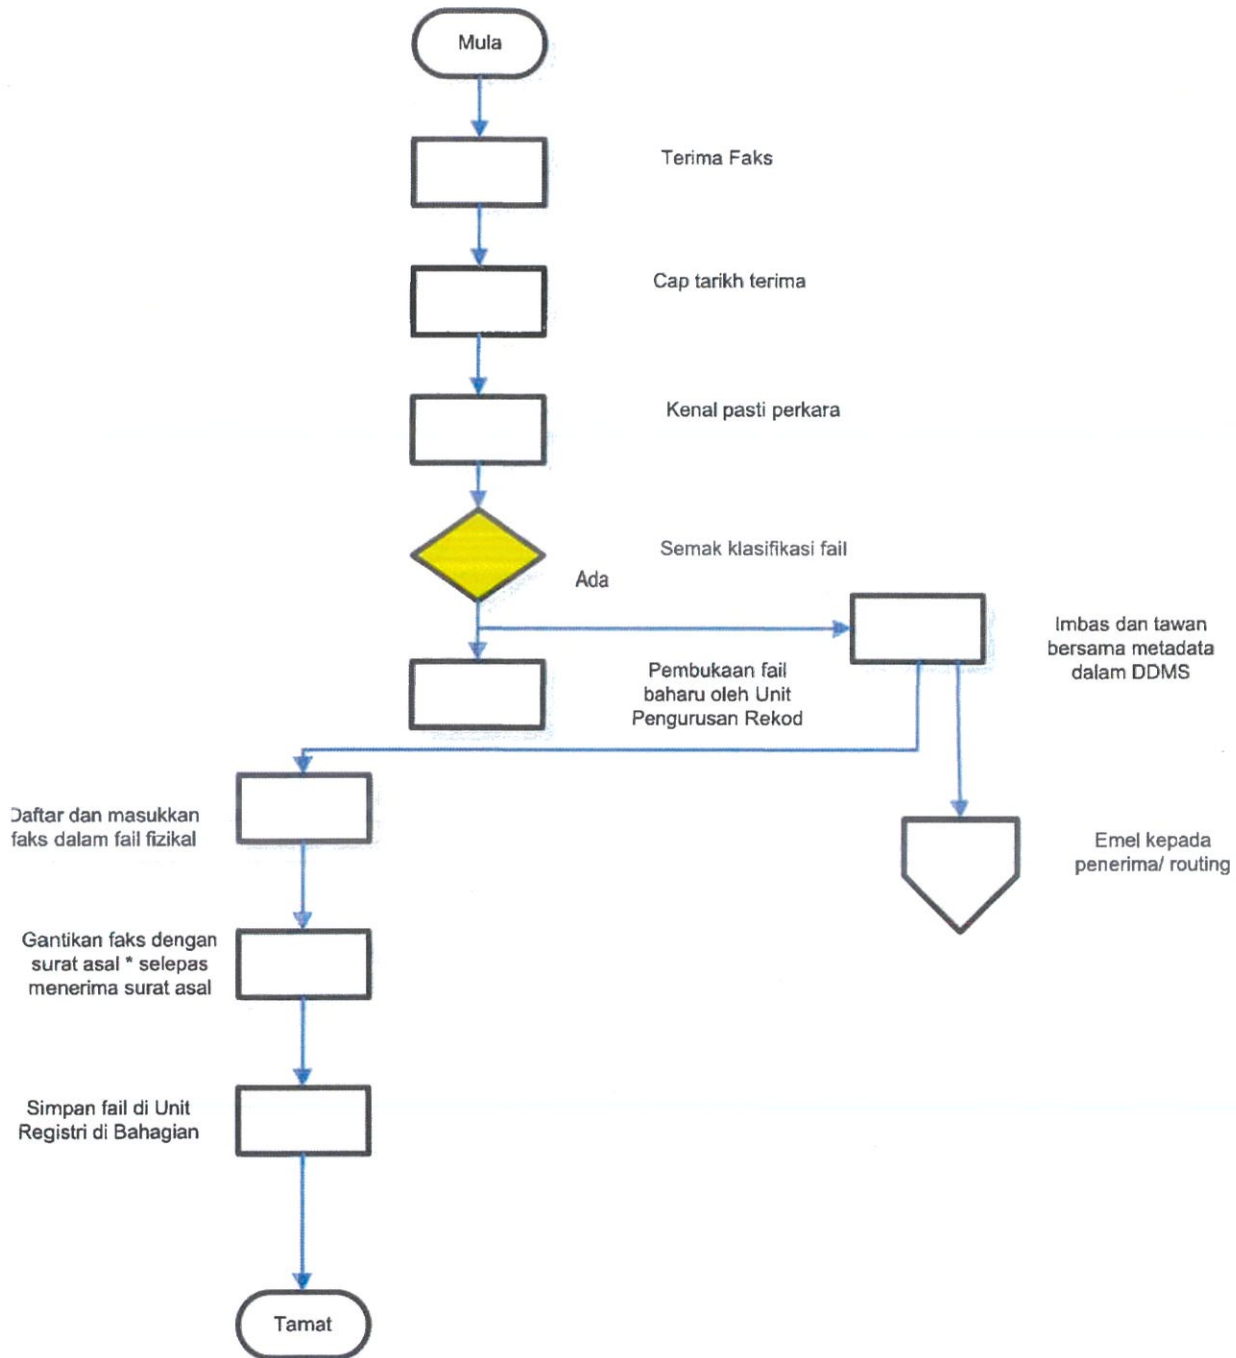 Mula
Terima Faks
Cap tarikh terima
Kenal pasti perkara
Semak klasifikasi fail
Ada
Imbas dan tawan
bersama metadata
dalam DDMS
Pembukaan fail
baharu oleh Unit
Pengurusan Rekod
Daftar dan masukkan
faks dalam fail fizikal
Emel kepada
penerima/ routing
Gantikan faks dengan
surat asal * selepas
menerima surat asal
Simpan fail di Unit
Registri di Bahagian
Tamat